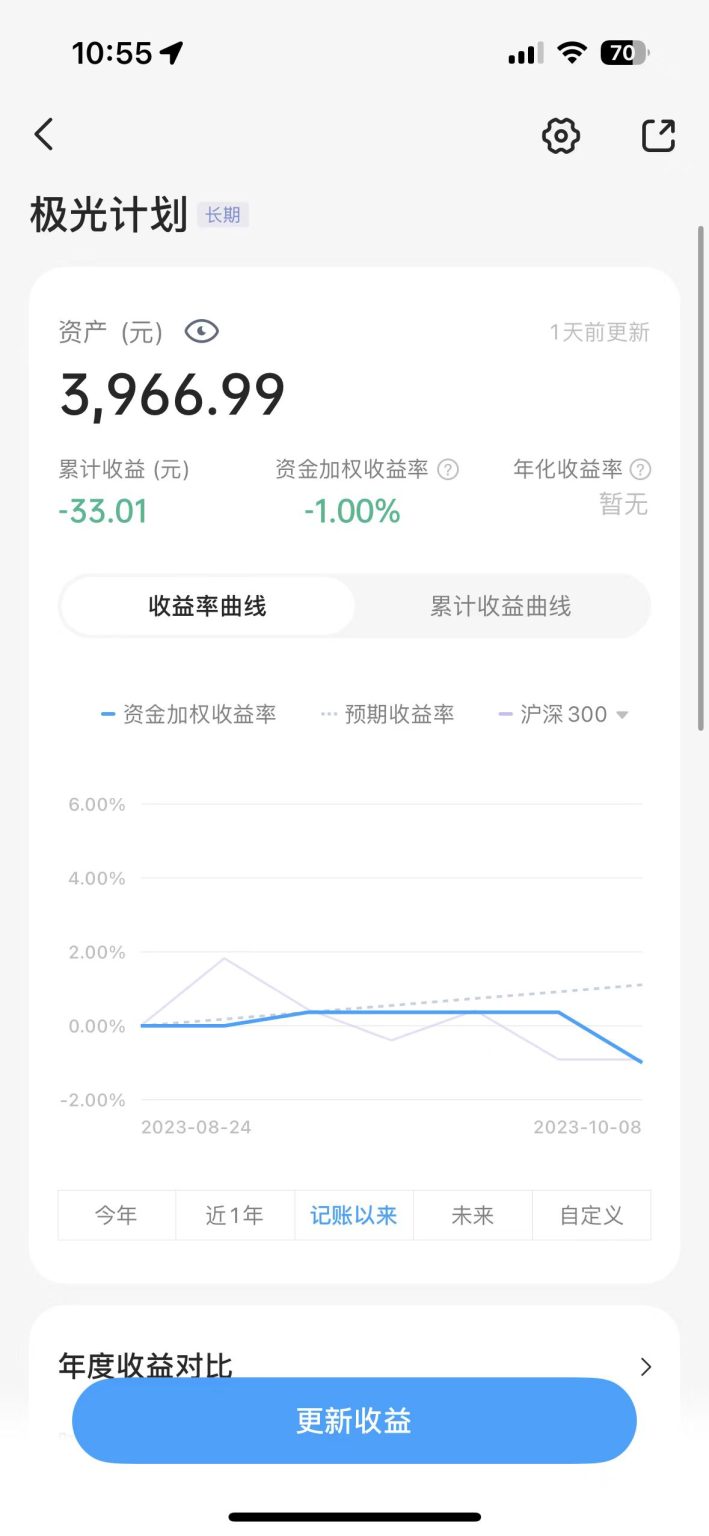 10:55
70
极光计划 长期
资产 (元) 1天前更新
3,966.99
累计收益 (元) 资金加权收益率 ? 年化收益率 ?
-33.01 -1.00% 暂无
收益率曲线 累计收益曲线
资金加权收益率 预期收益率 沪深300
6.00%
4.00%
2.00%
0.00%
-2.00%
2023-08-24 2023-10-08
今年 近1年 记账以来 未来 自定义
年度收益对比
更新收益